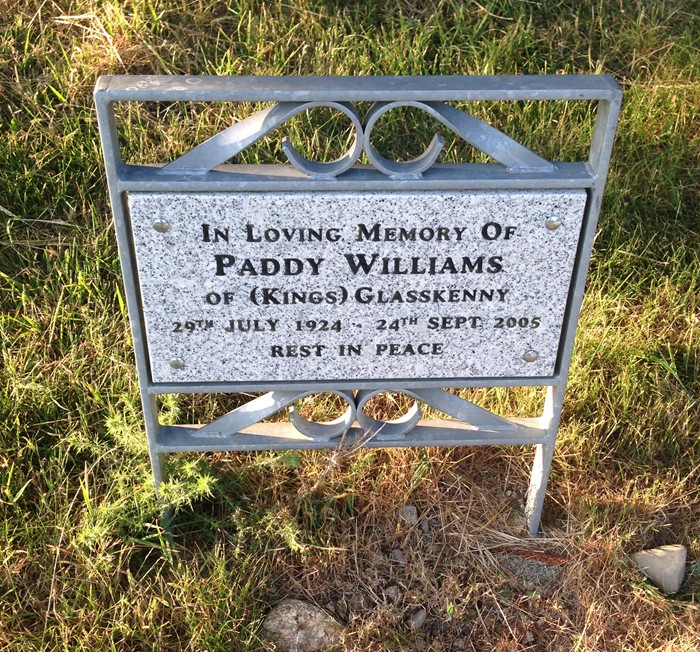 In Loving Memory Of
PADDY WILLIAMS
OF (KINGS) GLASSKENNY
29TH JULY 1924 - 24TH SEPT 2005
REST IN PEACE